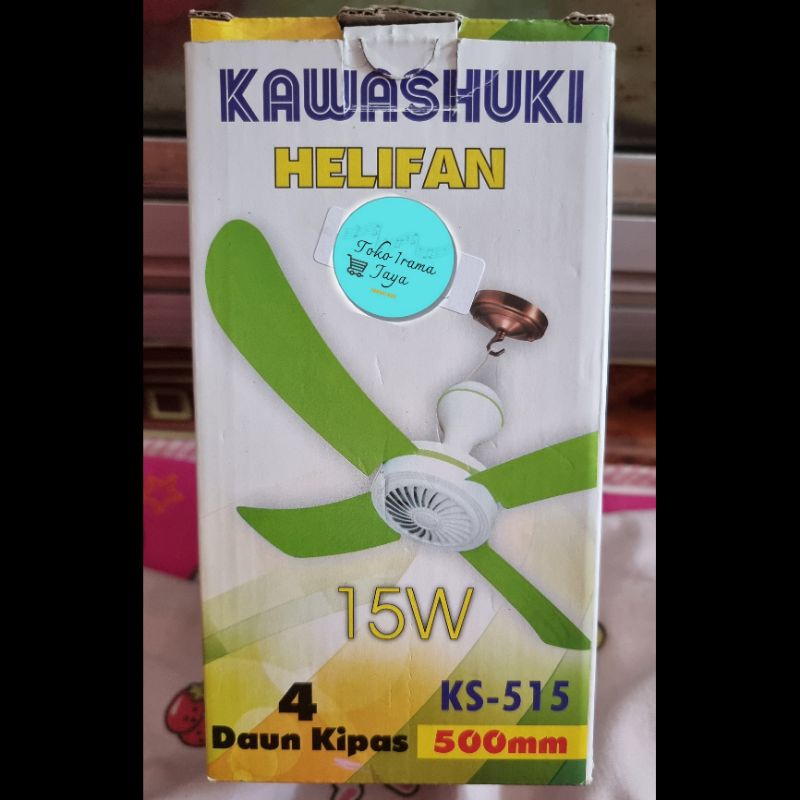 KAWASHUKI
HELIFAN
Toko Irama
Jaya
15W
4
Daun Kipas
KS-515
500mm